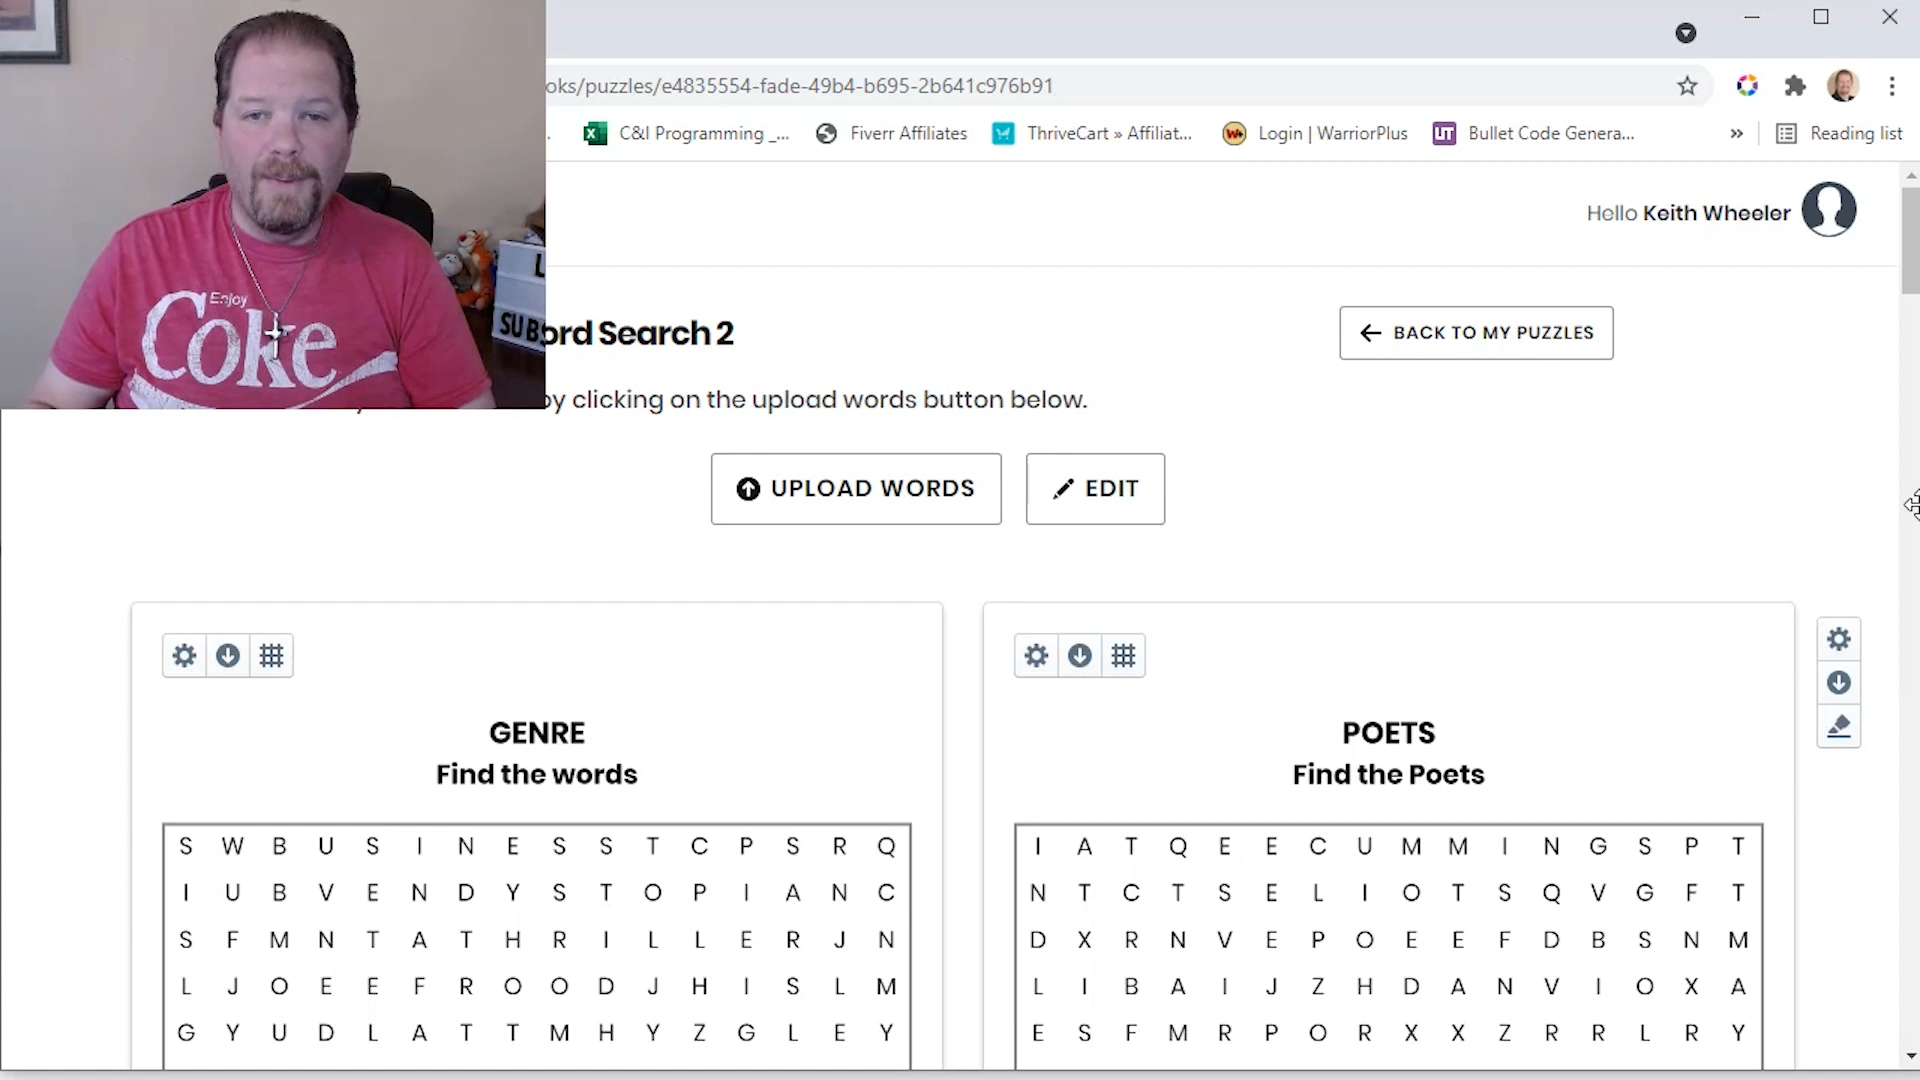 oks/puzzles/e4835554-fade-49b4-b695-2b641c976b91
C&I Programming _... Fiverr Affiliates ThriveCart » Affiliat... Login | WarriorPlus Bullet Code Genera... » Reading list
Hello Keith Wheeler
Enjoy
Coke
L
SUB
ord Search 2
BACK TO MY PUZZLES
by clicking on the upload words button below.
UPLOAD WORDS EDIT
GENRE
Find the words
S W B U S I N E S S T C P S R Q
I U B V E N D Y S T O P I A N C
S F M N T A T H R I L L E R J N
L J O E E F R O O D J H I S L M
G Y U D L A T T M H Y Z G L E Y
POETS
Find the Poets
I A T Q E E C U M M I N G S P T
N T C T S E L I O T S Q V G F T
D X R N V E P O E E F D B S N M
L I B A I J Z H D A N V I O X A
E S F M R P O R X X Z R R L R Y